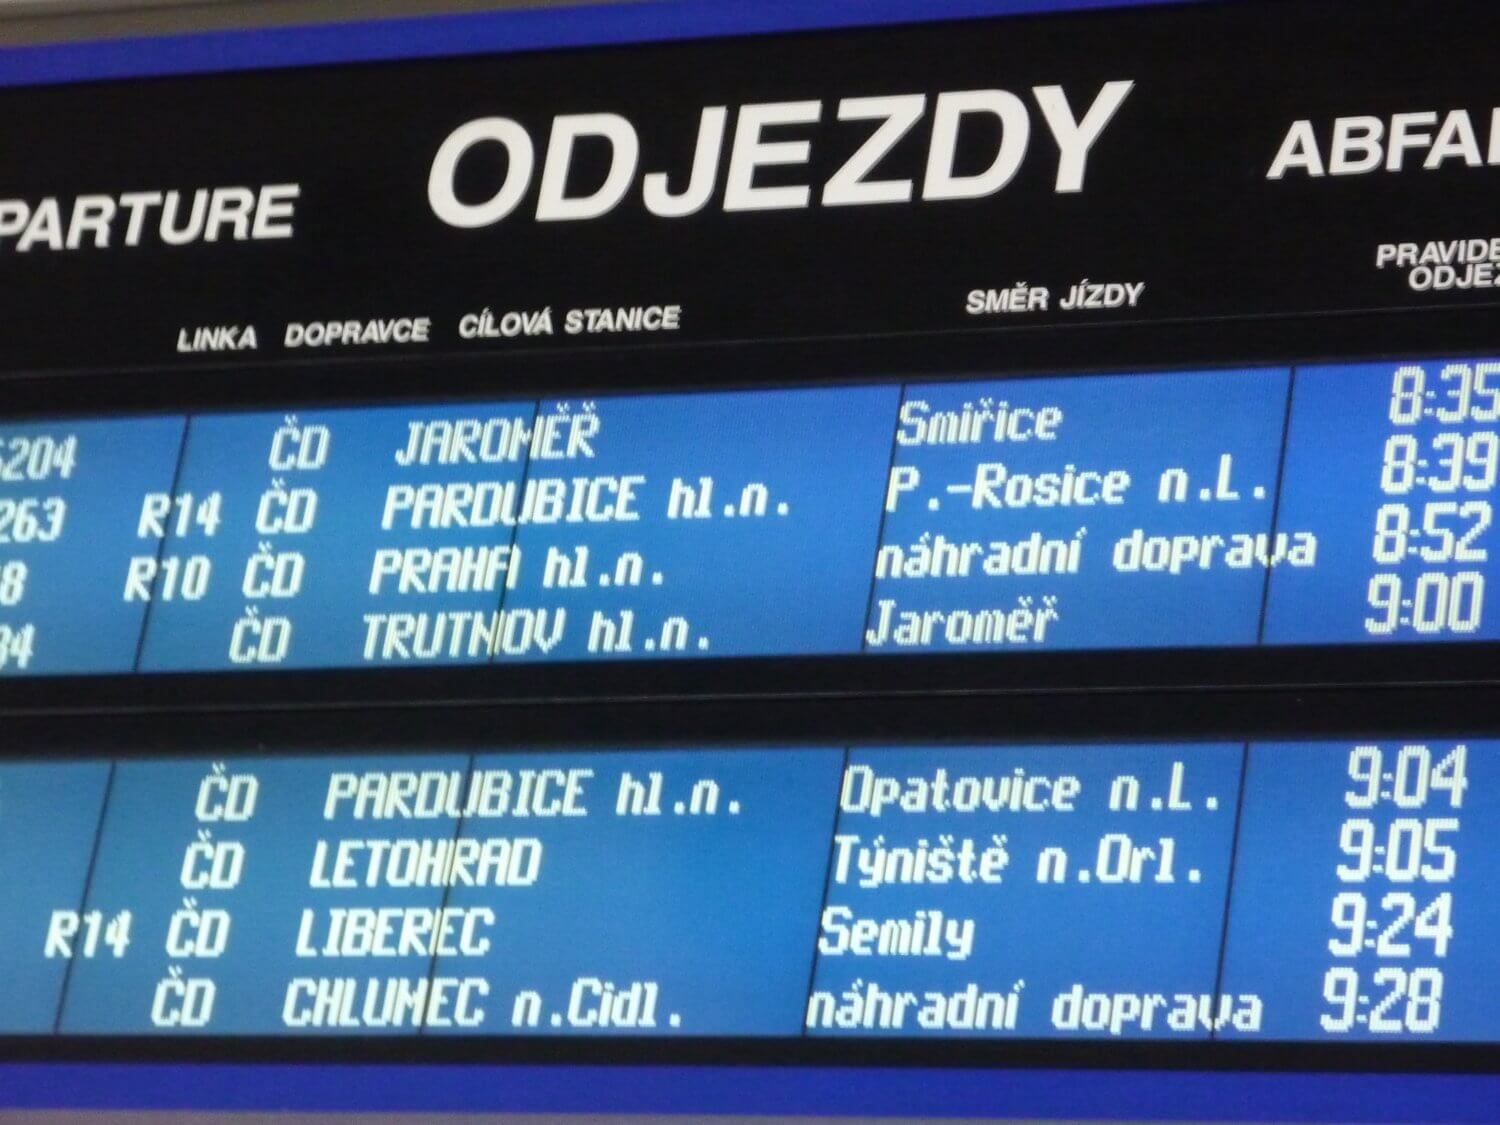 PARTURE ODJEZDY ABFA
LINKA DOPRAVCE CÍLOVÁ STANICE SMĚR JÍZDY PRAVIDE
ODJEZ
5204 ČD JAROMĚŘ Smiřice 8:35
263 R14 ČD PARDUBICE hl.n. P.-Rosice n.L. 8:39
8 R10 ČD PRAHA hl.n. náhradní doprava 8:52
34 ČD TRUTNOV hl.n. Jaroměř 9:00
ČD PARDUBICE hl.n. Opatovice n.L. 9:04
ČD LETOHRAD Týniště n.Orl. 9:05
R14 ČD LIBEREC Semily 9:24
ČD CHLUMEC n.Cidl. náhradní doprava 9:28